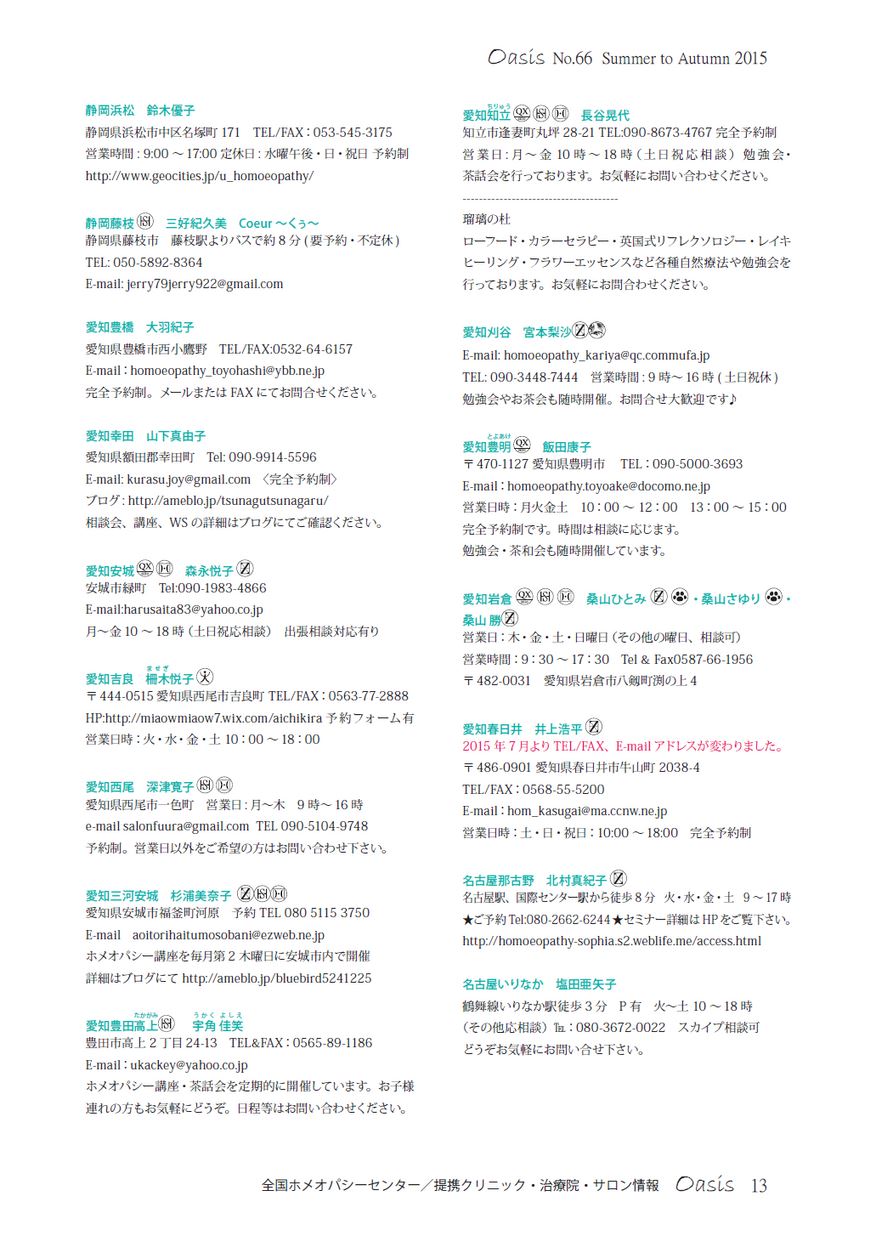 Oasis No.66 Summer to Autumn 2015
静岡浜松　鈴木優子
静岡県浜松市中区名塚町 171　TEL/FAX：053-545-3175
営業時間 : 9:00 ～ 17:00 定休日 : 水曜午後・日・祝日 予約制
http://www.geocities.jp/u_homoeopathy/
静岡藤枝 HSI　三好紀久美　Coeur ～くぅ～
静岡県藤枝市　藤枝駅よりバスで約 8 分 ( 要予約・不定休 )
TEL: 050-5892-8364
E-mail: jerry79jerry922@gmail.com
愛知豊橋　大羽紀子
愛知県豊橋市西小鷹野　TEL/FAX:0532-64-6157
E-mail：homoeopathy_toyohashi@ybb.ne.jp
完全予約制。メールまたは FAX にてお問合せください。
愛知幸田　山下真由子
愛知県額田郡幸田町　Tel: 090-9914-5596
E-mail: kurasu.joy@gmail.com　〈完全予約制〉
ブログ : http://ameblo.jp/tsunagutsunagaru/
相談会、講座、WS の詳細はブログにてご確認ください。
愛知安城 QX H　森永悦子 Z
安城市緑町　Tel:090-1983-4866
E-mail:harusaita83@yahoo.co.jp
月～金 10 ～ 18 時（土日祝応相談）　出張相談対応有り
ませぎ
愛知吉良　柵木悦子
〒 444-0515 愛知県西尾市吉良町 TEL/FAX：0563-77-2888
HP:http://miaowmiaow7.wix.com/aichikira 予約フォーム有
営業日時：火・水・金・土 10：00 ～ 18：00
愛知西尾　深津寛子 HSI H
愛知県西尾市一色町　営業日 : 月～木　9 時～ 16 時
e-mail salonfuura@gmail.com TEL 090-5104-9748
予約制。営業日以外をご希望の方はお問い合わせ下さい。
愛知三河安城　杉浦美奈子 Z HSI H
愛知県安城市福釜町河原　予約 TEL 080 5115 3750
E-mail　aoitorihaitumosobani@ezweb.ne.jp
ホメオパシー講座を毎月第 2 木曜日に安城市内で開催
詳細はブログにて http://ameblo.jp/bluebird5241225
たかがみ　うかく よしえ
愛知豊田高上 HSI　宇角 佳笑
豊田市高上 2 丁目 24-13　TEL&FAX：0565-89-1186
E-mail：ukackey@yahoo.co.jp
ホメオパシー講座・茶話会を定期的に開催しています。お子様
連れの方もお気軽にどうぞ。日程等はお問い合わせください。
ちりゅう
愛知知立 QX HSI H　長谷晃代
知立市逢妻町丸坪 28-21 TEL:090-8673-4767 完全予約制
営業日：月～金 10 時～ 18 時（土日祝応相談）勉強会・
茶話会を行っております。お気軽にお問い合わせください。
--------------------------------------
瑠璃の杜
ローフード・カラーセラピー・英国式リフレクソロジー・レイキ
ヒーリング・フラワーエッセンスなど各種自然療法や勉強会を
行っております。お気軽にお問合わせください。
愛知刈谷　宮本梨沙 Z
E-mail: homoeopathy_kariya@qc.commufa.jp
TEL: 090-3448-7444　営業時間 : 9 時～ 16 時 ( 土日祝休 )
勉強会やお茶会も随時開催。お問合せ大歓迎です♪
とよあけ
愛知豊明 QX　飯田康子
〒 470-1127 愛知県豊明市　TEL：090-5000-3693
E-mail：homoeopathy.toyoake@docomo.ne.jp
営業日時：月火金土　10：00 ～ 12：00　13：00 ～ 15：00
完全予約制です。時間は相談に応じます。
勉強会・茶和会も随時開催しています。
愛知岩倉 QX HSI H　桑山ひとみ Z ・桑山さゆり ・
桑山 勝 Z
営業日：木・金・土・日曜日（その他の曜日、相談可）
営業時間：9：30 ～ 17：30　Tel & Fax0587-66-1956
〒 482-0031　愛知県岩倉市八剱町渕の上 4
愛知春日井　井上浩平 Z
2015 年 7 月より TEL/FAX、E-mail アドレスが変わりました。
〒 486-0901 愛知県春日井市牛山町 2038-4
TEL/FAX：0568-55-5200
E-mail：hom_kasugai@ma.ccnw.ne.jp
営業日時：土・日・祝日：10:00 ～ 18:00　完全予約制
名古屋那古野　北村真紀子 Z
名古屋駅、国際センター駅から徒歩 8 分　火・水・金・土　9 ～ 17 時
★ご予約 Tel:080-2662-6244 ★セミナー詳細は HP をご覧下さい。
http://homoeopathy-sophia.s2.weblife.me/access.html
名古屋いりなか　塩田亜矢子
鶴舞線いりなか駅徒歩 3 分　P 有　火～土 10 ～ 18 時
（その他応相談）℡：080-3672-0022　スカイプ相談可
どうぞお気軽にお問い合せ下さい。
全国ホメオパシーセンター／提携クリニック・治療院・サロン情報　Oasis　13